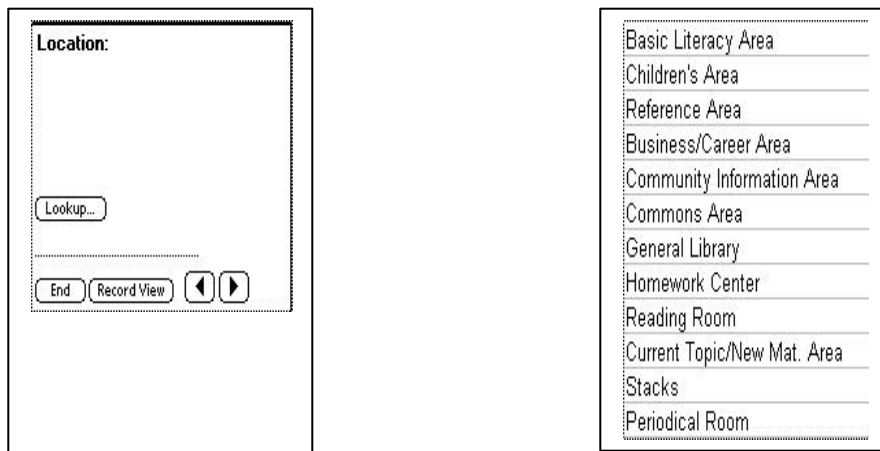 Location:
Lookup...
End Record View
Basic Literacy Area
Children's Area
Reference Area
Business/Career Area
Community Information Area
Commons Area
General Library
Homework Center
Reading Room
Current Topic/New Mat. Area
Stacks
Periodical Room